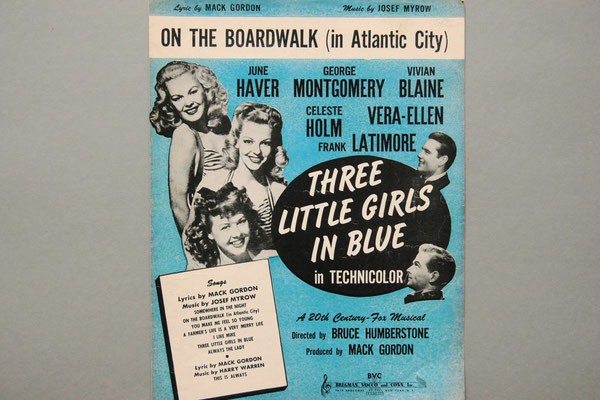 Lyric by MACK GORDON Music by JOSEF MYROW
ON THE BOARDWALK (in Atlantic City)
JUNE HAVER GEORGE MONTGOMERY VIVIAN BLAINE
CELESTE HOLM VERA-ELLEN
FRANK LATIMORE
THREE
LITTLE GIRLS
IN BLUE
in TECHNICOLOR
Songs
Lyrics by MACK GORDON
Music by JOSEF MYROW
SOMEWHERE IN THE NIGHT
ON THE BOARDWALK (in Atlantic City)
YOU MAKE ME FEEL SO YOUNG
A FARMER'S LIFE IS A VERY MERRY LIFE
I LIKE MIKE
THREE LITTLE GIRLS IN BLUE
ALWAYS THE LADY
Lyric by MACK GORDON
Music by HARRY WARREN
THIS IS ALWAYS
A 20th Century-Fox Musical
Directed by BRUCE HUMBERSTONE
Produced by MACK GORDON
BVC
BREGMAN, VOCCO and CONN, Inc.
1619 BROADWAY NEW YORK